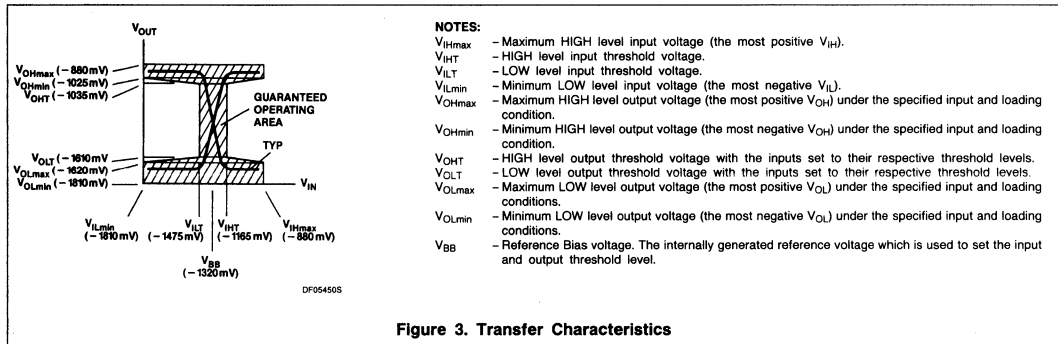 VOUT
VOHmax (−880mV)
VOHmin (−1025mV)
VOHT (−1035mV)
GUARANTEED
OPERATING
AREA
TYP
VOLT (−1610mV
VOLmax (−1620mV)
VOLmin (−1810mV)
VIN
VILmin
(−1810mV)
VILT
(−1475mV)
VIHT
(−1165mV)
VIHmax
(−880mV)
VBB
(−1320mV)
DF05450S
NOTES:
VIHmax – Maximum HIGH level input voltage (the most positive VIH).
VIHT – HIGH level input threshold voltage.
VILT – LOW level input threshold voltage.
VILmin – Minimum LOW level input voltage (the most negative VIL).
VOHmax – Maximum HIGH level output voltage (the most positive VOH) under the specified input and loading
condition.
VOHmin – Minimum HIGH level output voltage (the most negative VOH) under the specified input and loading
condition.
VOHT – HIGH level output threshold voltage with the inputs set to their respective threshold levels.
VOLT – LOW level output threshold voltage with the inputs set to their respective threshold levels.
VOLmax – Maximum LOW level output voltage (the most positive VOL) under the specified input and loading
conditions.
VOLmin – Minimum LOW level output voltage (the most negative VOL) under the specified input and loading
conditions.
VBB – Reference Bias voltage. The internally generated reference voltage which is used to set the input
and output threshold level.
Figure 3. Transfer Characteristics